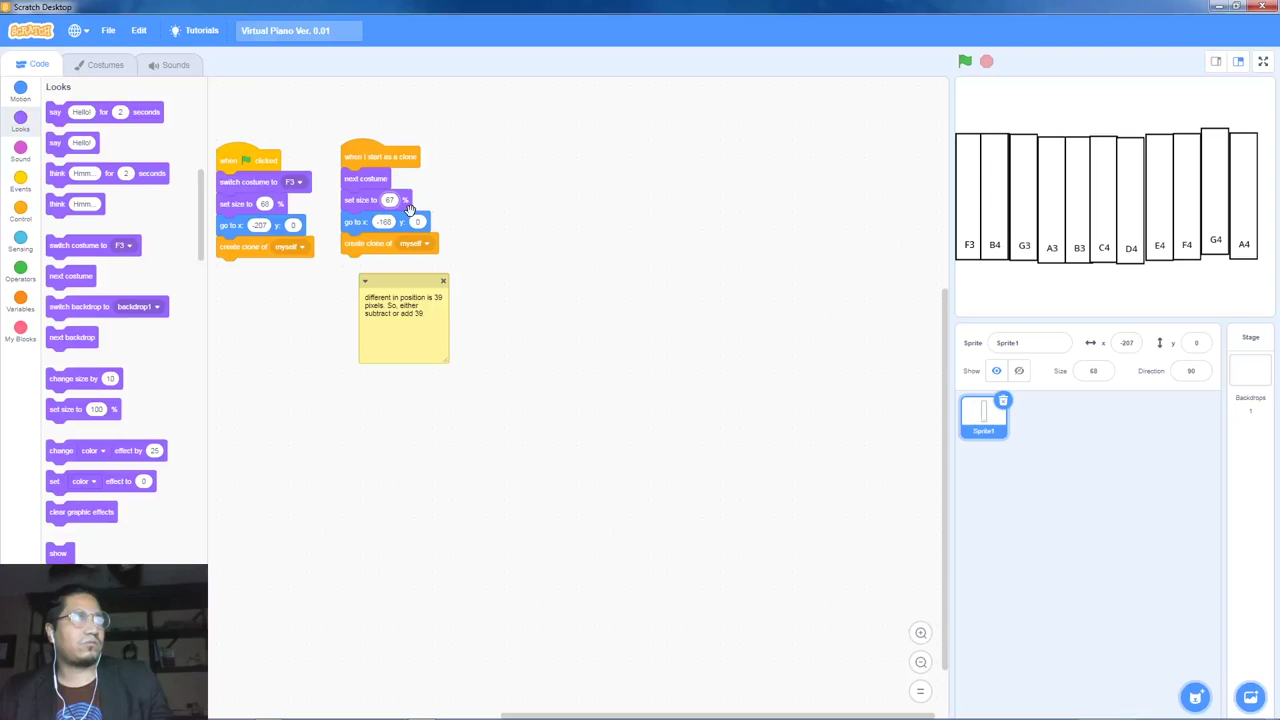 Scratch Desktop
SCRATCH
File
Edit
Tutorials
Virtual Piano Ver. 0.01
Code
Costumes
Sounds
Motion
Looks
Sound
Events
Control
Sensing
Operators
Variables
My Blocks
Looks
say Hello! for 2 seconds
say Hello!
think Hmm... for 2 seconds
think Hmm...
switch costume to F3
next costume
switch backdrop to backdrop1
next backdrop
change size by 10
set size to 100 %
change color effect by 25
set color effect to 0
clear graphic effects
show
when clicked
switch costume to F3
set size to 68 %
go to x: -207 y: 0
create clone of myself
when I start as a clone
next costume
set size to 67 %
go to x: -168 y: 0
create clone of myself
different in position is 39
pixels. So, either
subtract or add 39
F3 B4 G3 A3 B3 C4 D4 E4 F4 G4 A4
Sprite Sprite1 x -207 y 0
Show Size 68 Direction 90
Sprite1
Stage
Backdrops
1